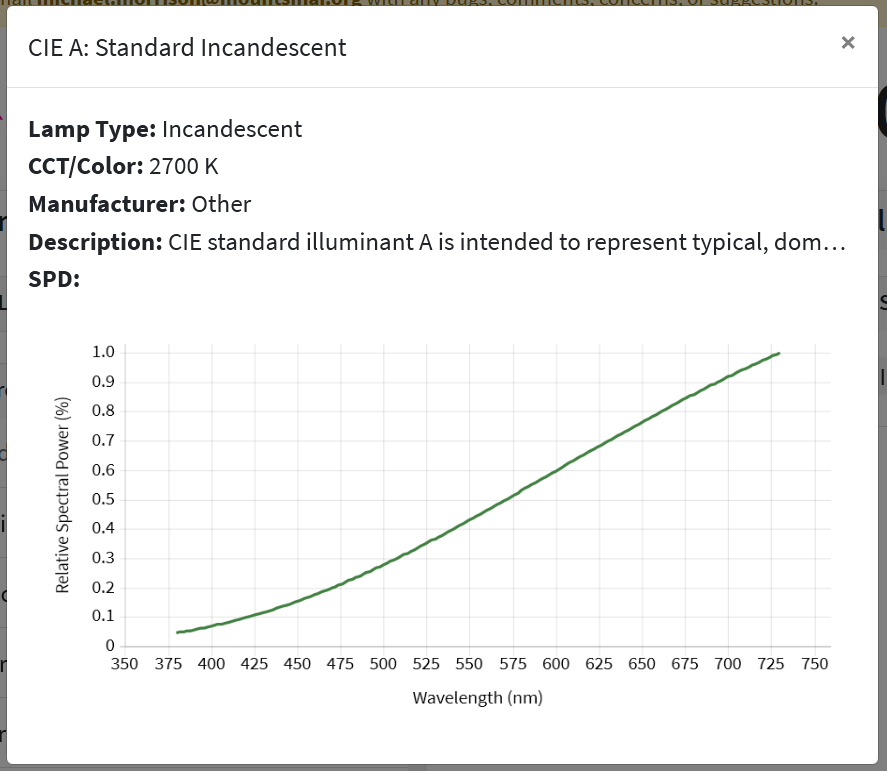 michael.morrison@mountsinai.org with any bugs, comments, concerns, or suggestions.
CIE A: Standard Incandescent
×
Lamp Type: Incandescent
CCT/Color: 2700 K
Manufacturer: Other
Description: CIE standard illuminant A is intended to represent typical, dom…
SPD:
Relative Spectral Power (%)
1.0
0.9
0.8
0.7
0.6
0.5
0.4
0.3
0.2
0.1
0
350 375 400 425 450 475 500 525 550 575 600 625 650 675 700 725 750
Wavelength (nm)